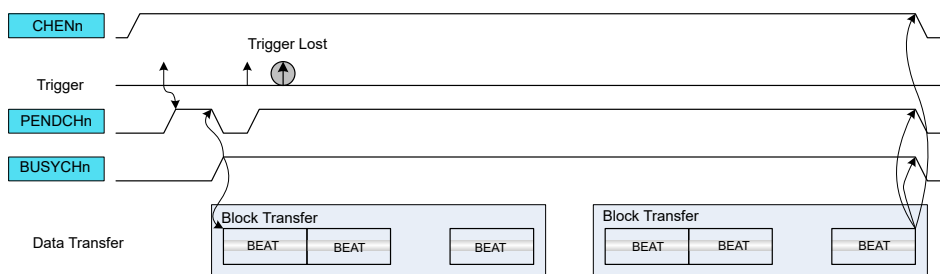 CHENn
Trigger Lost
Trigger
PENDCHn
BUSYCHn
Block Transfer
Block Transfer
Data Transfer
BEAT
BEAT
BEAT
BEAT
BEAT
BEAT